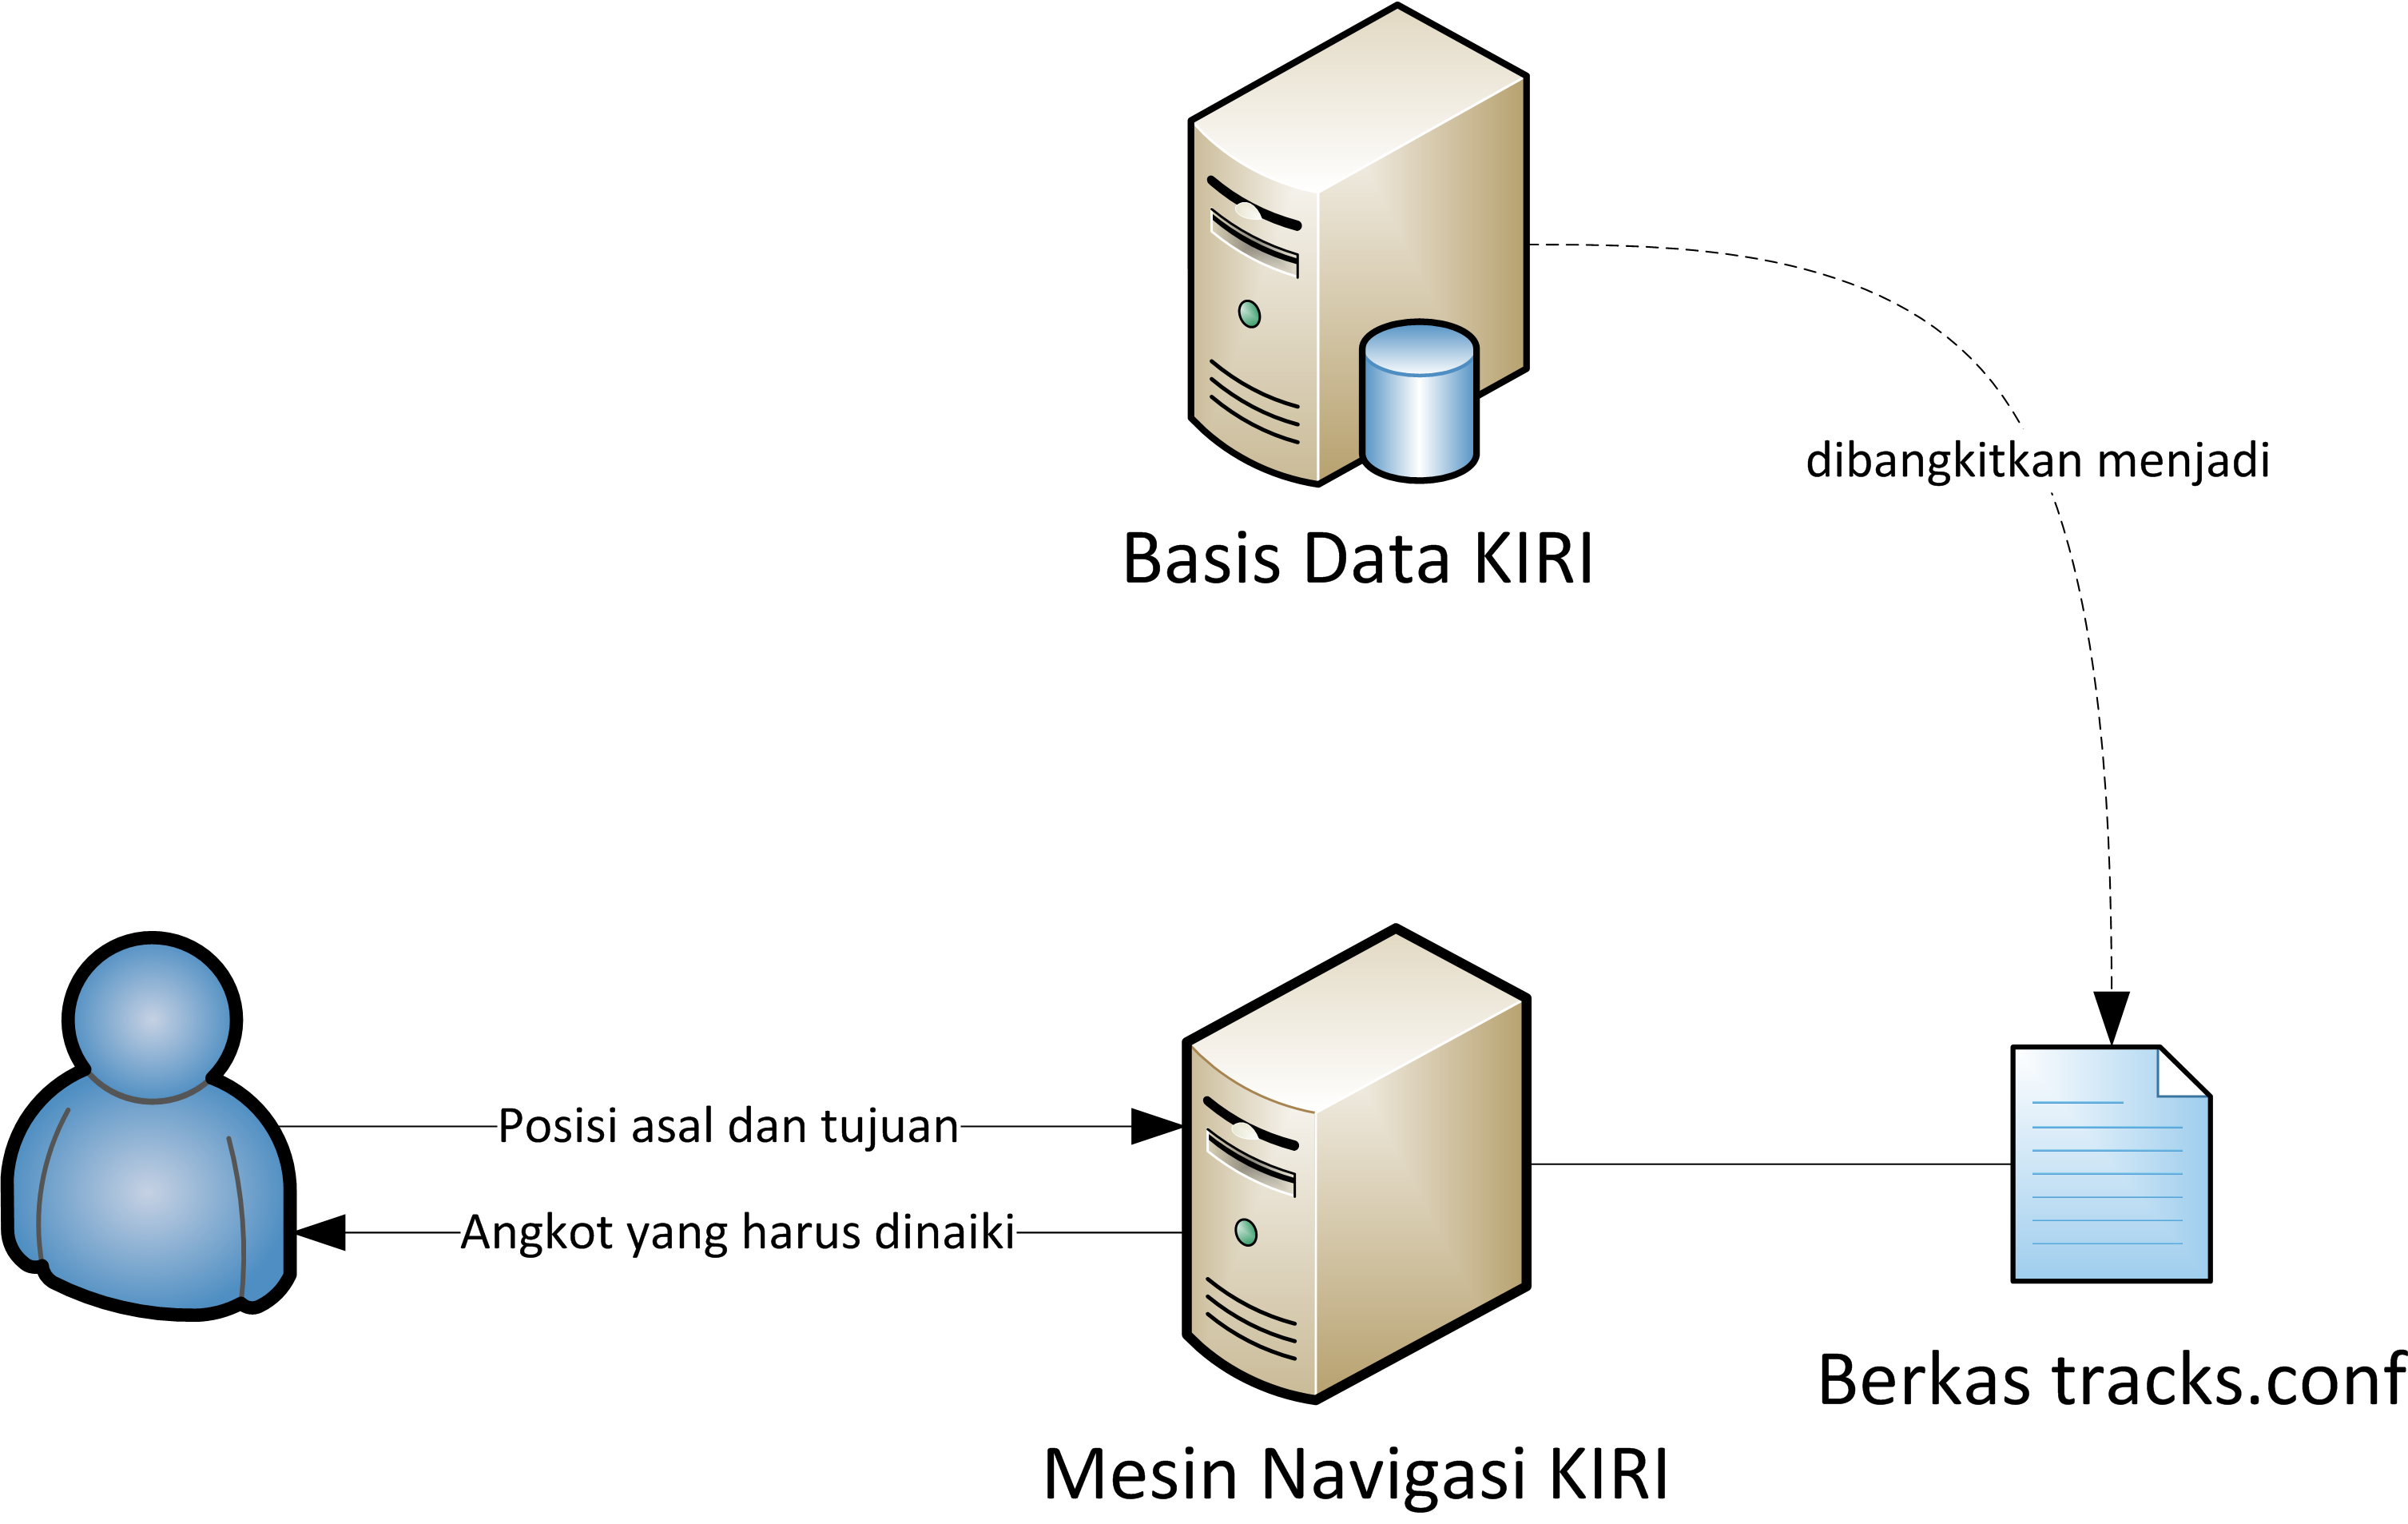 dibangkitkan menjadi
Basis Data KIRI
Posisi asal dan tujuan
Angkot yang harus dinaiki
Berkas tracks.conf
Mesin Navigasi KIRI